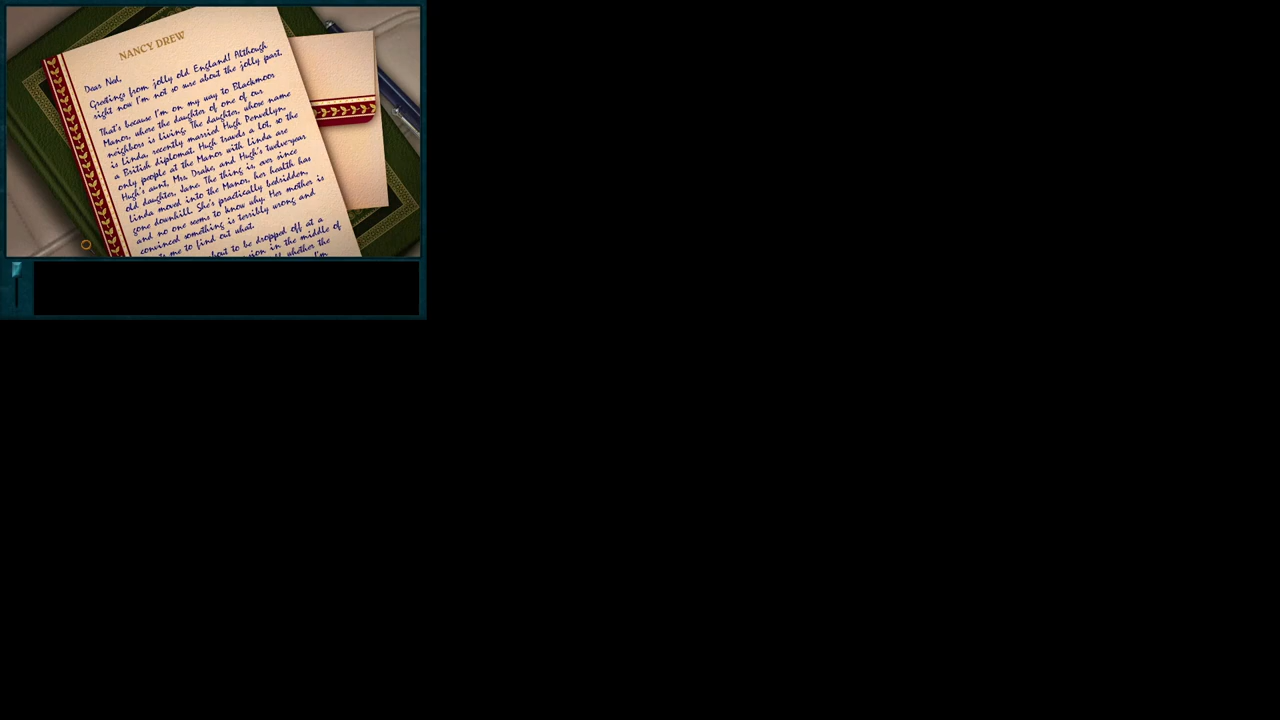 NANCY DREW
Dear Ned,
Greetings from jolly old England! Although
right now I'm not so sure about the jolly part.
That's because I'm on my way to Blackmoor
Manor, where the daughter of one of our
neighbors is living. The daughter, whose name
is Linda, recently married Hugh Penvellyn,
a British diplomat. Hugh travels a lot, so the
only people at the Manor with Linda are
Hugh's aunt, Mrs. Drake, and Hugh's twelve-year
old daughter, Jane. The thing is, ever since
Linda moved into the Manor, her health has
gone downhill. She's practically bedridden,
and no one seems to know why. Her mother is
convinced something is terribly wrong and
me to find out what.
to be dropped off at a
in the middle of
whether the
I'm